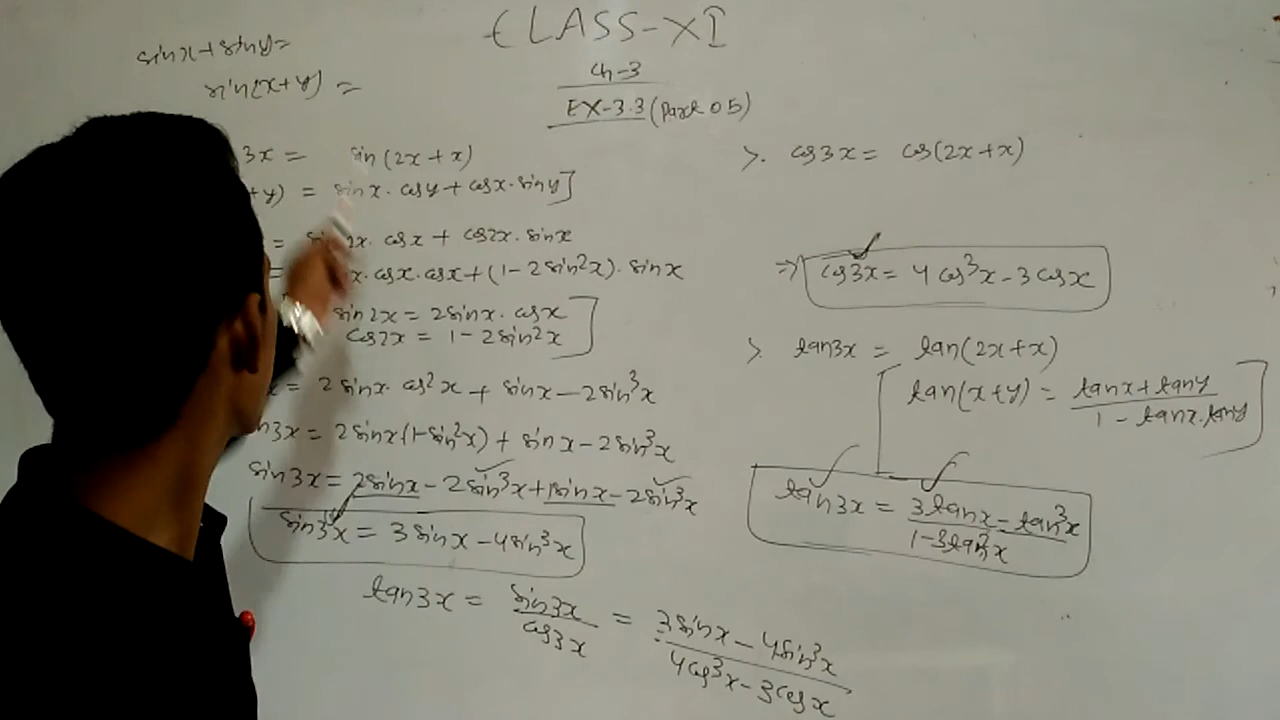 CLASS-XI
Ch-3
EX-3.3 (Part 05)
sinx+siny=
sin(x+y) =
3x = sin(2x+x)
+y) = sinx. cosy + cosx. siny]
= sin2x. cosx + cos2x. sinx
= x. cosx. cosx + (1-2sin²x). sinx
sin2x = 2sinx. cosx
cos2x = 1-2sin²x
x = 2sinx. cos²x + sinx - 2sin³x
n3x = 2sinx(1-sin²x) + sinx - 2sin³x
sin3x = 2sinx - 2sin³x + sinx - 2sin³x
sin3x = 3sinx - 4sin³x
tan3x = sin3x/cos3x = 3sinx - 4sin³x/4cos³x - 3cosx
>. cos3x = cos(2x+x)
=> cos3x = 4cos³x - 3cosx
>. tan3x = tan(2x+x)
[tan(x+y) = tanx+tany/1-tanx.tany]
tan3x = 3tanx-tan³x/1-3tan²x